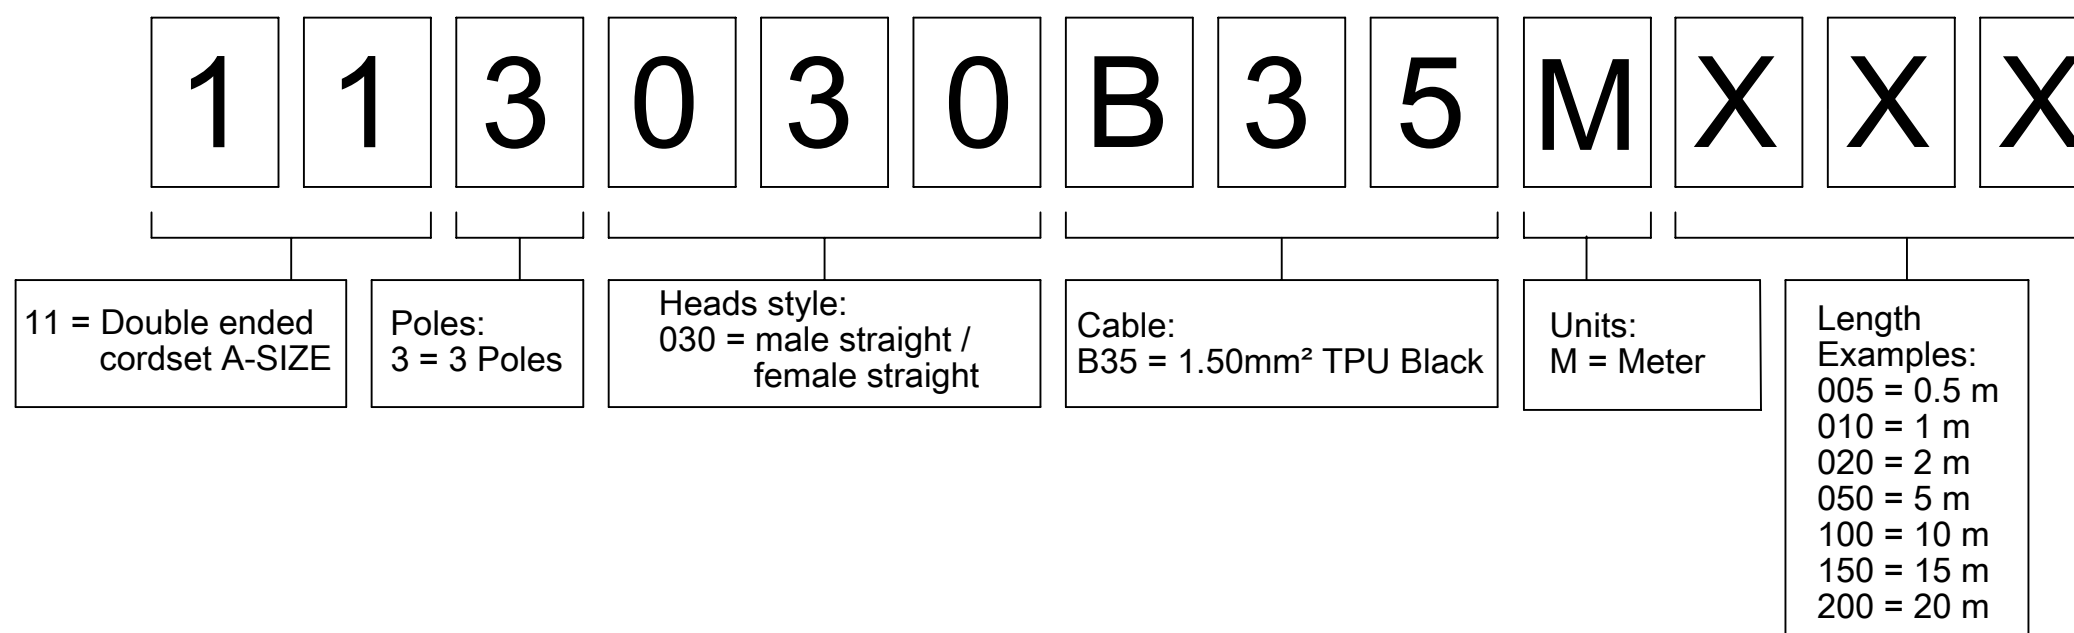 1 1 3 0 3 0 B 3 5 M X X X
11 = Double ended
cordset A-SIZE
Poles:
3 = 3 Poles
Heads style:
030 = male straight /
female straight
Cable:
B35 = 1.50mm² TPU Black
Units:
M = Meter
Length
Examples:
005 = 0.5 m
010 = 1 m
020 = 2 m
050 = 5 m
100 = 10 m
150 = 15 m
200 = 20 m